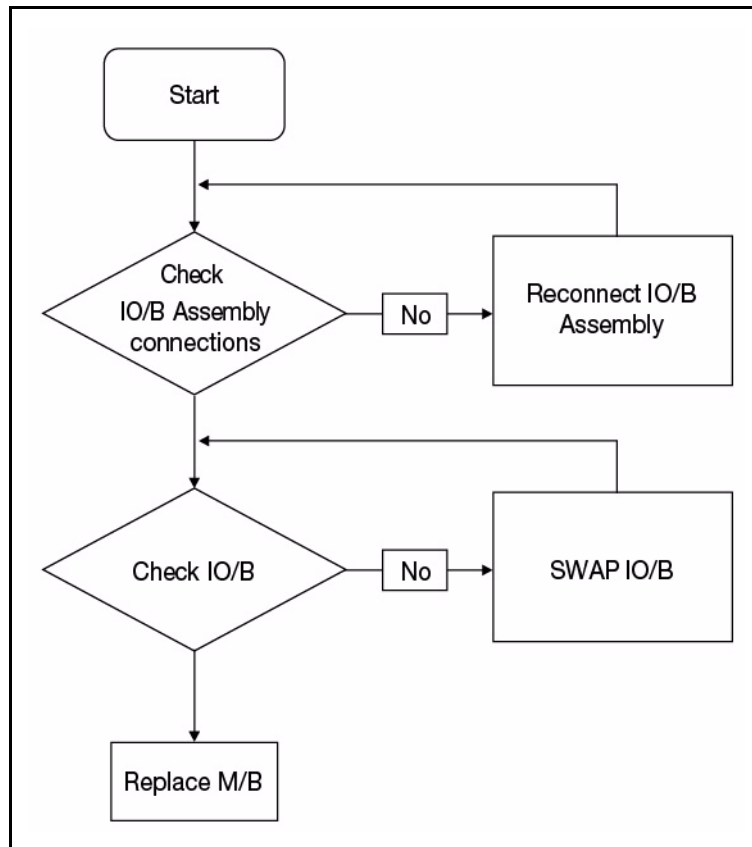 Start
Check
IO/B Assembly
connections
No
Reconnect IO/B
Assembly
Check IO/B
No
SWAP IO/B
Replace M/B